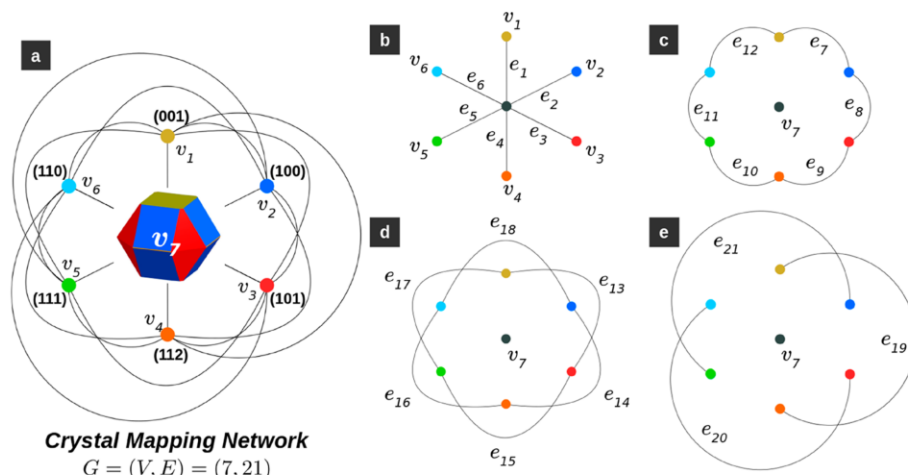 a
(001)
v1
(110)
v6
(100)
v2
v7
v5
(111)
v3
(101)
v4
(112)
Crystal Mapping Network
G = (V, E) = (7, 21)
b
v1
v6
v2
e1
e6
e2
e5
e3
e4
v5
v3
v4
c
e12
e7
e11
e8
v7
e10
e9
d
e18
e17
e13
v7
e16
e14
e15
e
e21
e19
v7
e20